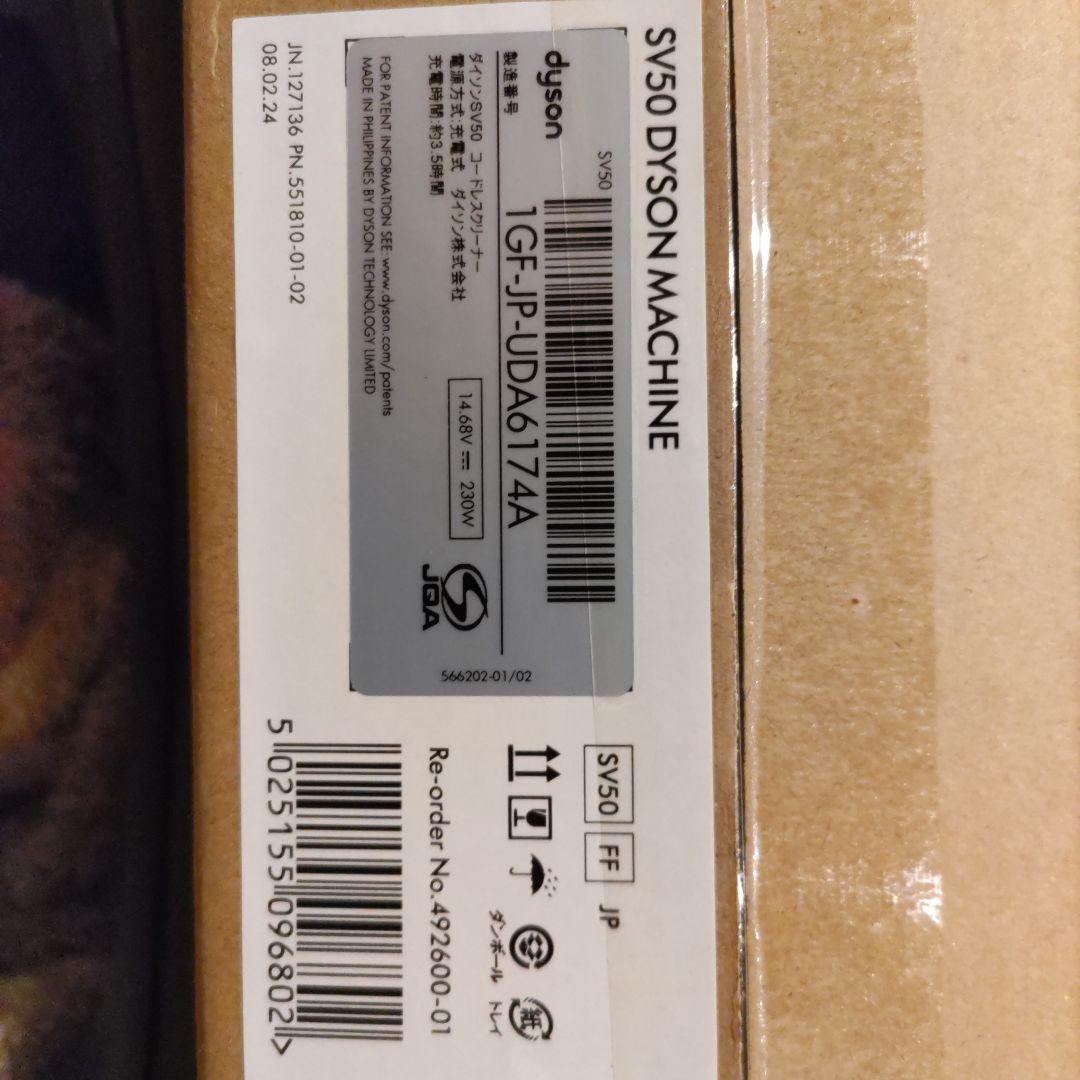 SV50 DYSON MACHINE
dyson
SV50
製造番号
1GF-JP-UDA6174A
ダイソンSV50 コードレスクリーナー
電源方式:充電式 ダイソン株式会社
充電時間:約3.5時間
14.68V ⎓ 230W
JQA
FOR PATENT INFORMATION SEE: www.dyson.com/patents
MADE IN PHILIPPINES BY DYSON TECHNOLOGY LIMITED
566202-01/02
JN.127136 PN.551810-01-02
08.02.24
SV50 FF JP
紙
ダンボール トレイ
Re-order No.492600-01
5 025155 096802 >